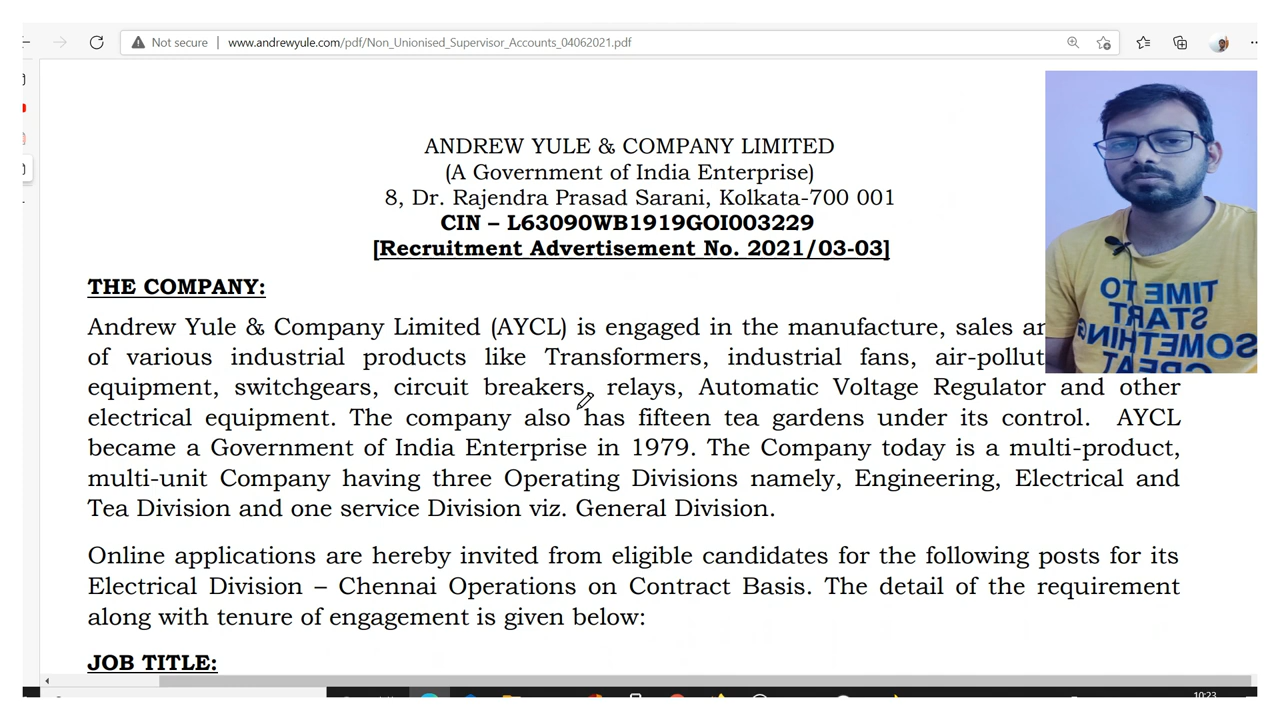 Not secure www.andrewyule.com/pdf/Non_Unionised_Supervisor_Accounts_04062021.pdf
ANDREW YULE & COMPANY LIMITED
(A Government of India Enterprise)
8, Dr. Rajendra Prasad Sarani, Kolkata-700 001
CIN – L63090WB1919GOI003229
[Recruitment Advertisement No. 2021/03-03]
THE COMPANY:
Andrew Yule & Company Limited (AYCL) is engaged in the manufacture, sales
of various industrial products like Transformers, industrial fans,
equipment, switchgears, circuit breakers, relays, Automatic Voltage Regulator and other
electrical equipment. The company also has fifteen tea gardens under its control. AYCL
became a Government of India Enterprise in 1979. The Company today is a multi-product,
multi-unit Company having three Operating Divisions namely, Engineering, Electrical and
Tea Division and one service Division viz. General Division.
Online applications are hereby invited from eligible candidates for the following posts for its
Electrical Division – Chennai Operations on Contract Basis. The detail of the requirement
along with tenure of engagement is given below:
JOB TITLE:
TIME TO
START
SOMETHING
GREAT
10:23